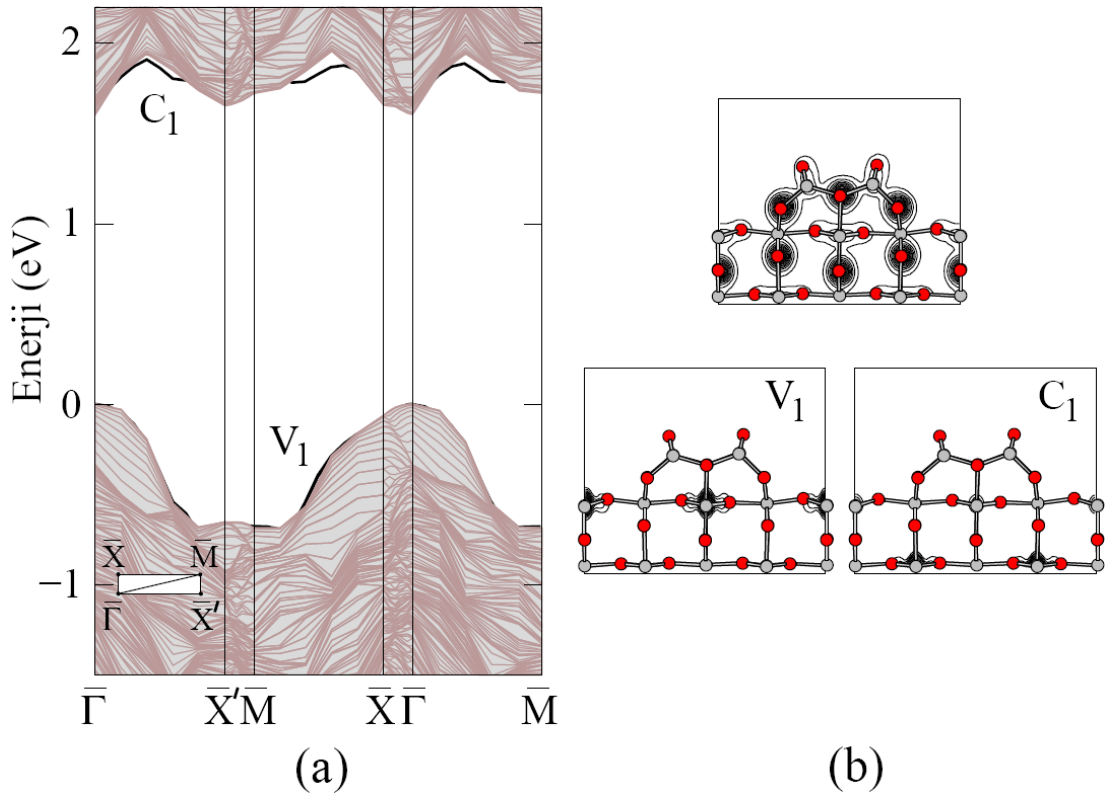 2
1
0
−1
Enerji (eV)
C₁
V₁
X̅ M̅
Γ̅ X̅′
Γ̅ X̅′ M̅ X̅ Γ̅ M̅
(a)
V₁ C₁
(b)